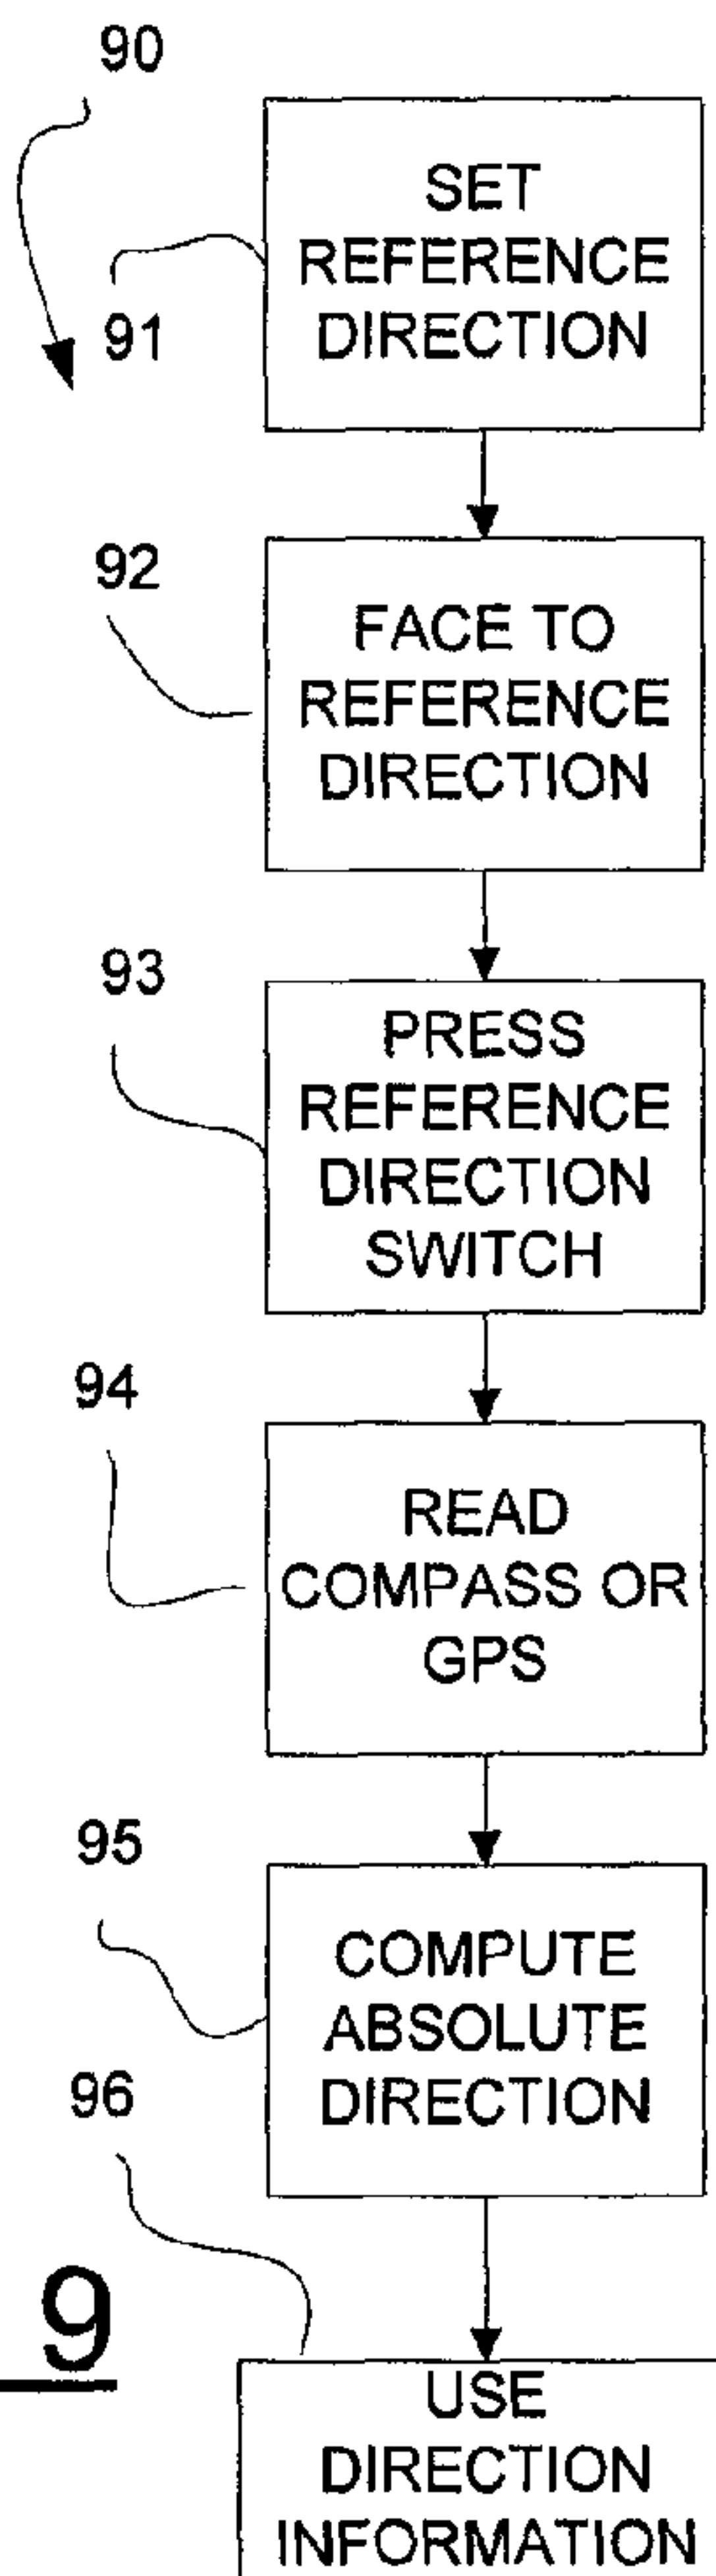 90
SET
REFERENCE
DIRECTION
91
92
FACE TO
REFERENCE
DIRECTION
93
PRESS
REFERENCE
DIRECTION
SWITCH
94
READ
COMPASS OR
GPS
95
COMPUTE
ABSOLUTE
DIRECTION
96
9
USE
DIRECTION
INFORMATION